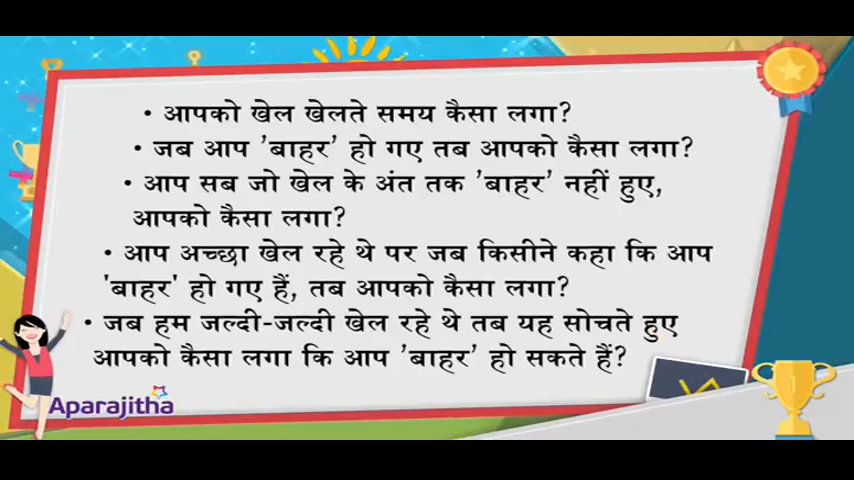 • आपको खेल खेलते समय कैसा लगा?
• जब आप 'बाहर' हो गए तब आपको कैसा लगा?
• आप सब जो खेल के अंत तक 'बाहर' नहीं हुए,
आपको कैसा लगा?
• आप अच्छा खेल रहे थे पर जब किसीने कहा कि आप
'बाहर' हो गए हैं, तब आपको कैसा लगा?
• जब हम जल्दी-जल्दी खेल रहे थे तब यह सोचते हुए
आपको कैसा लगा कि आप 'बाहर' हो सकते हैं?
Aparajitha
1